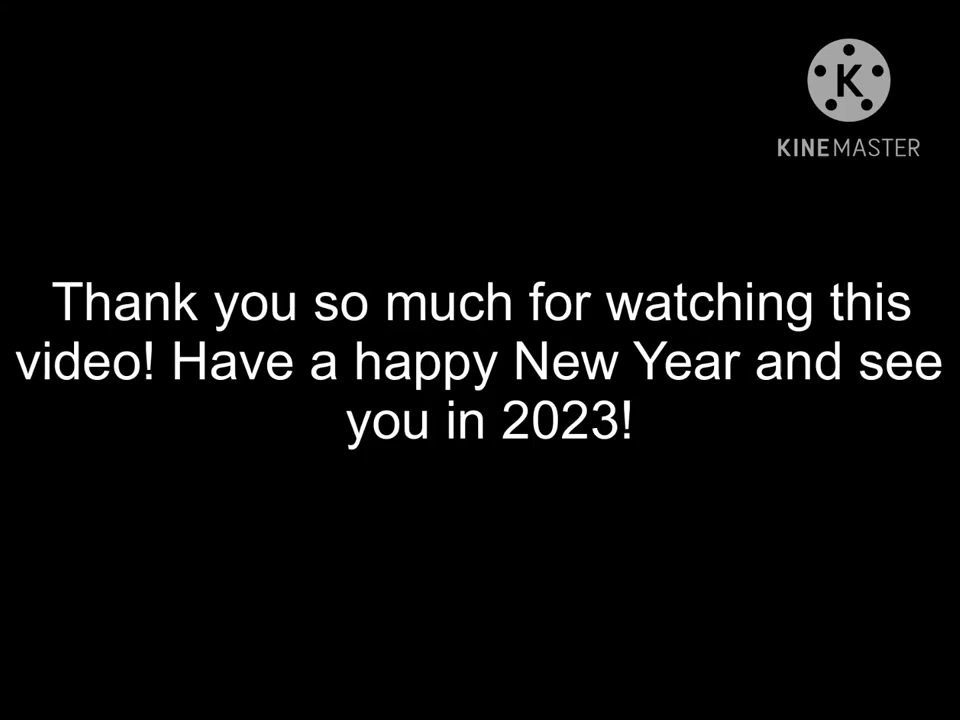 K
KINEMASTER
Thank you so much for watching this
video! Have a happy New Year and see
you in 2023!